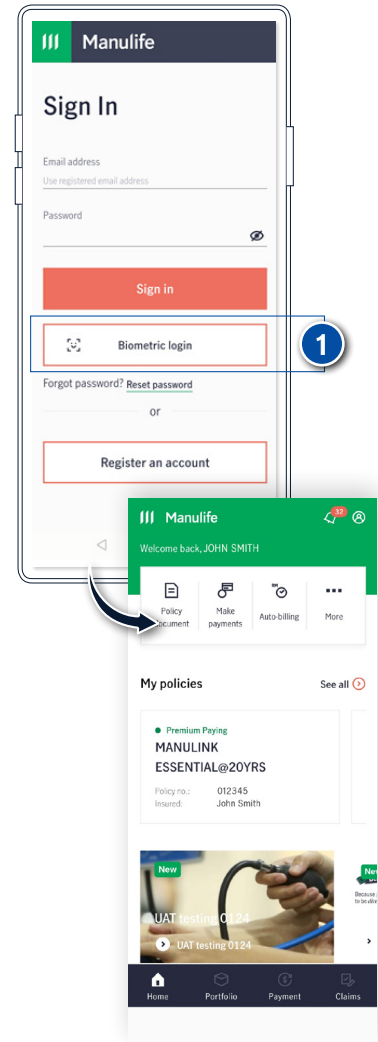 Manulife
Sign In
Email address
Use registered email address
Password
Sign in
Biometric login
1
Forgot password? Reset password
or
Register an account
Manulife
32
Welcome back, JOHN SMITH
Policy document
Make payments
Auto-billing
More
My policies
See all
Premium Paying
MANULINK
ESSENTIAL@20YRS
Policy no.: 012345
Insured: John Smith
New
UAT testing 0124
UAT testing 0124
Because
to be
Home
Portfolio
Payment
Claims